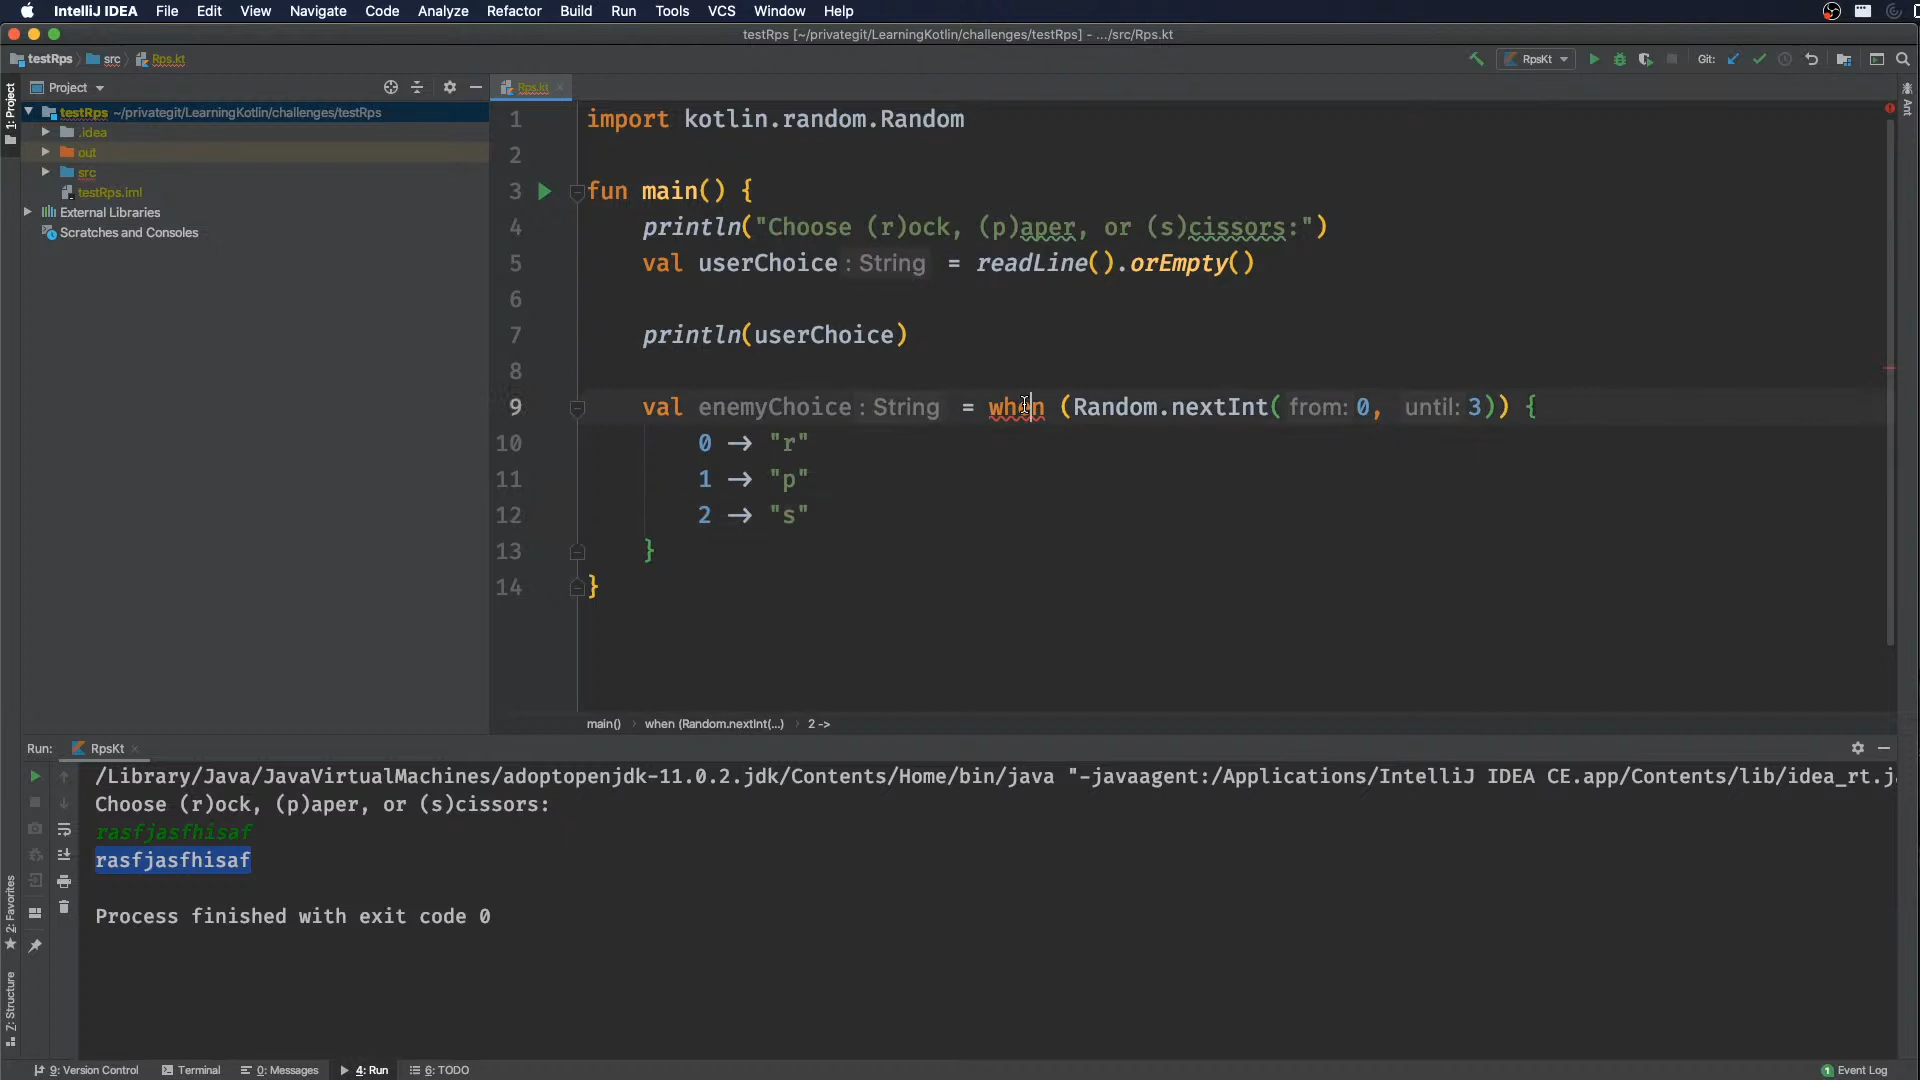 IntelliJ IDEA File Edit View Navigate Code Analyze Refactor Build Run Tools VCS Window Help
testRps [~/privategit/LearningKotlin/challenges/testRps] - .../src/Rps.kt
testRps src Rps.kt RpsKt Git:
Project Rps.kt
1: Project
Ant
testRps ~/privategit/LearningKotlin/challenges/testRps
.idea
out
src
testRps.iml
External Libraries
Scratches and Consoles
1 import kotlin.random.Random
2
3 fun main() {
4 println("Choose (r)ock, (p)aper, or (s)cissors:")
5 val userChoice: String = readLine().orEmpty()
6
7 println(userChoice)
8
9 val enemyChoice: String = when (Random.nextInt( from: 0, until: 3)) {
10 0 -> "r"
11 1 -> "p"
12 2 -> "s"
13 }
14 }
main() when (Random.nextInt(...) 2 ->
Run: RpsKt
/Library/Java/JavaVirtualMachines/adoptopenjdk-11.0.2.jdk/Contents/Home/bin/java "-javaagent:/Applications/IntelliJ IDEA CE.app/Contents/lib/idea_rt.j
Choose (r)ock, (p)aper, or (s)cissors:
rasfjasfhisaf
rasfjasfhisaf
Process finished with exit code 0
2: Favorites
Z: Structure
9: Version Control Terminal 0: Messages 4: Run 6: TODO 1 Event Log